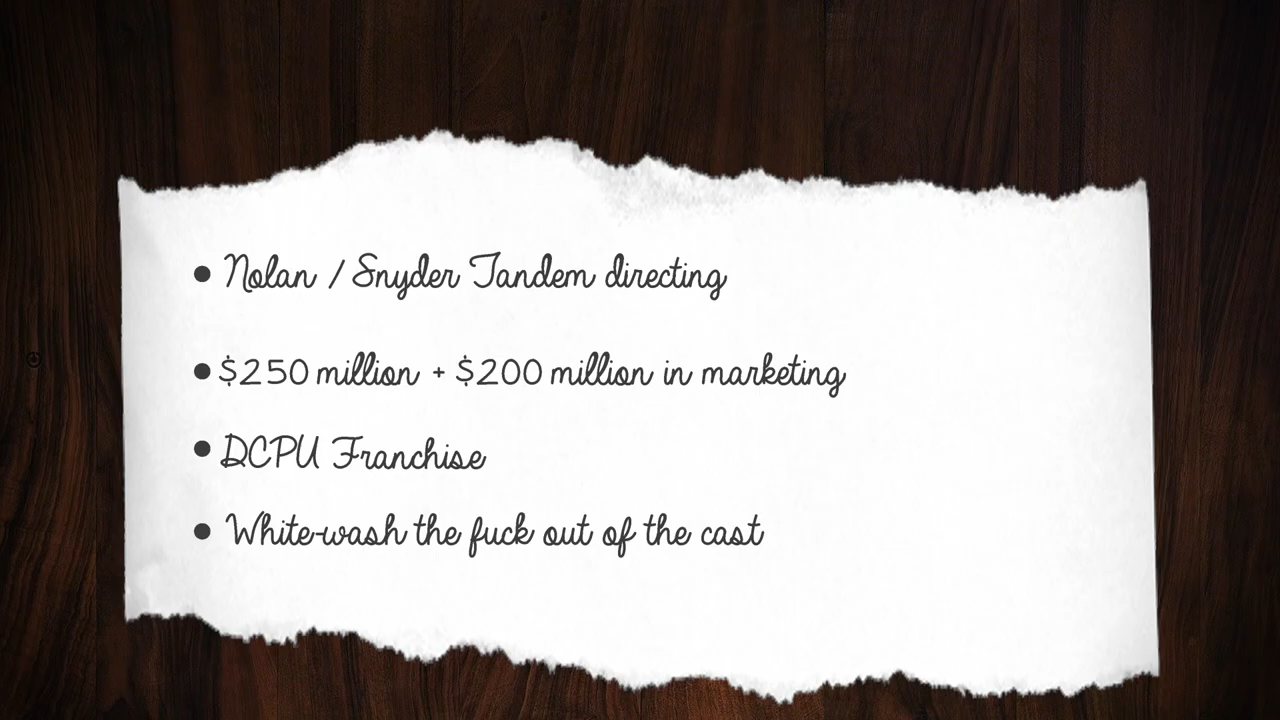 • Nolan / Snyder Tandem directing
• $250 million + $200 million in marketing
• DCPU Franchise
• White-wash the fuck out of the cast